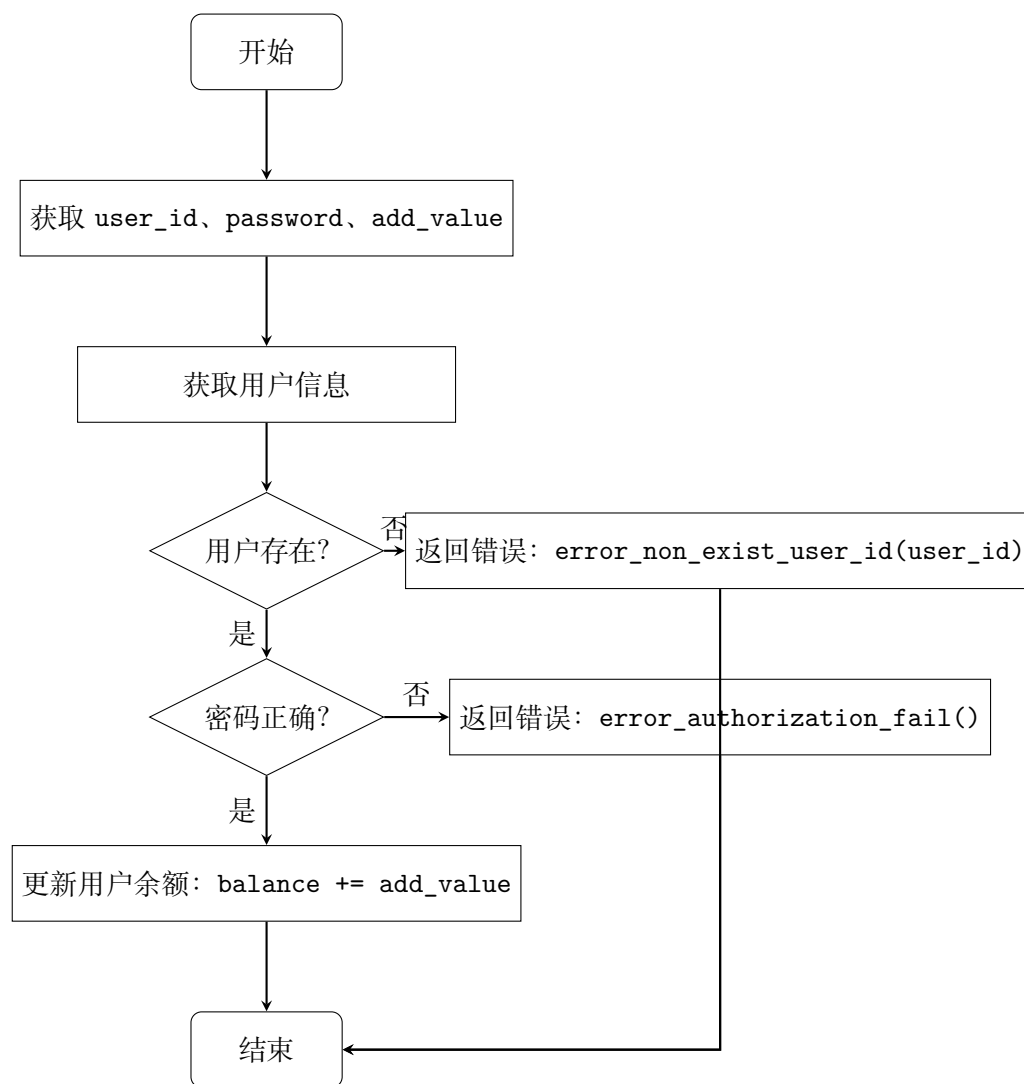 开始
获取 user_id、password、add_value
获取用户信息
用户存在?
否
返回错误：error_non_exist_user_id(user_id)
是
密码正确?
否
返回错误：error_authorization_fail()
是
更新用户余额：balance += add_value
结束